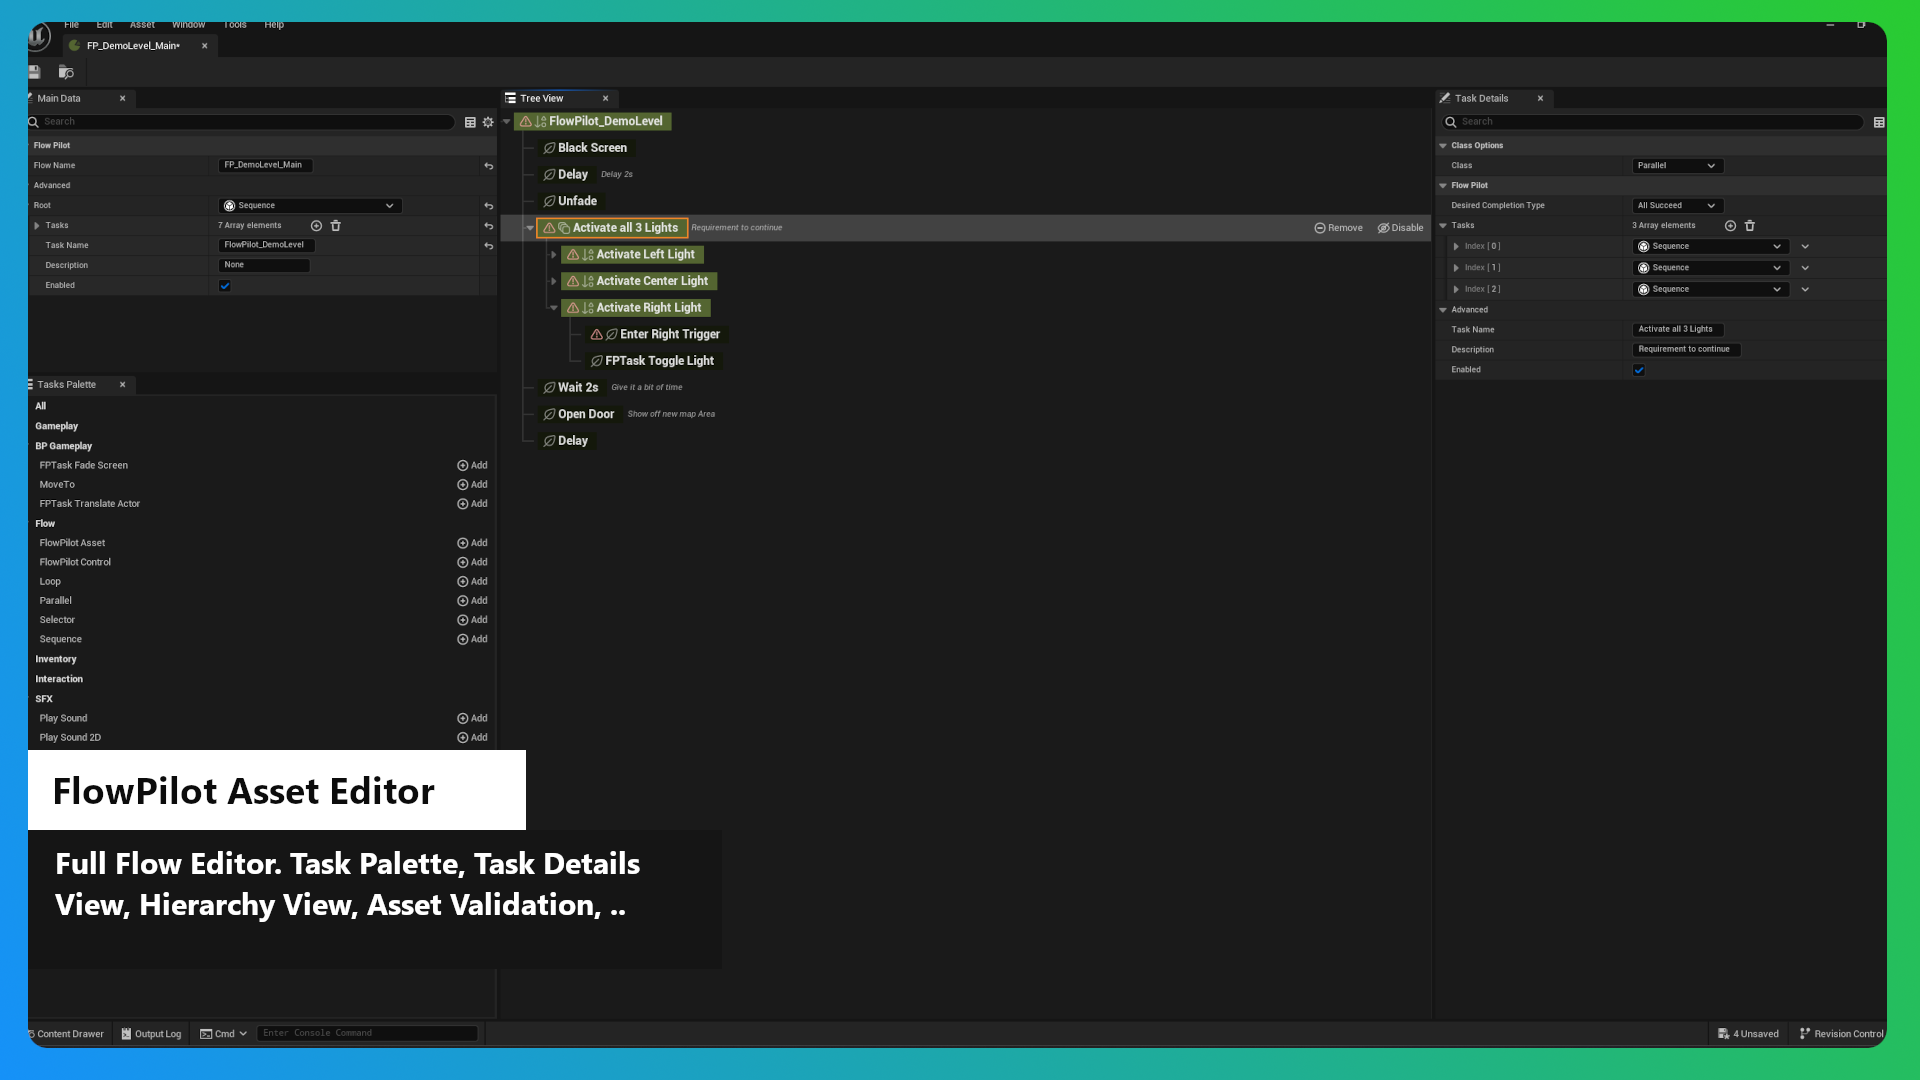 File Edit Asset Window Tools Help
FP_DemoLevel_Main*
Main Data
Search
Flow Pilot
Flow Name FP_DemoLevel_Main
Advanced
Root Sequence
Tasks 7 Array elements
Task Name FlowPilot_DemoLevel
Description None
Enabled
Tasks Palette
All
Gameplay
BP Gameplay
FPTask Fade Screen Add
MoveTo Add
FPTask Translate Actor Add
Flow
FlowPilot Asset Add
FlowPilot Control Add
Loop Add
Parallel Add
Selector Add
Sequence Add
Inventory
Interaction
SFX
Play Sound Add
Play Sound 2D Add
Tree View
FlowPilot_DemoLevel
Black Screen
Delay Delay 2s
Unfade
Activate all 3 Lights Requirement to continue Remove Disable
Activate Left Light
Activate Center Light
Activate Right Light
Enter Right Trigger
FPTask Toggle Light
Wait 2s Give it a bit of time
Open Door Show off new map Area
Delay
Task Details
Search
Class Options
Class Parallel
Flow Pilot
Desired Completion Type All Succeed
Tasks 3 Array elements
Index [ 0 ] Sequence
Index [ 1 ] Sequence
Index [ 2 ] Sequence
Advanced
Task Name Activate all 3 Lights
Description Requirement to continue
Enabled
FlowPilot Asset Editor
Full Flow Editor. Task Palette, Task Details
View, Hierarchy View, Asset Validation, ..
Content Drawer Output Log Cmd Enter Console Command 4 Unsaved Revision Control